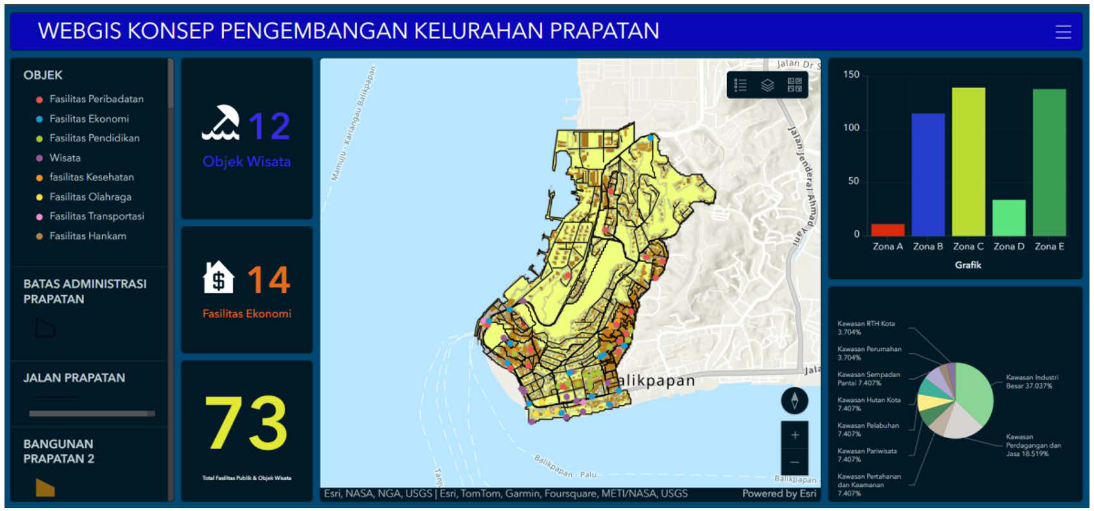 WEBGIS KONSEP PENGEMBANGAN KELURAHAN PRAPATAN
OBJEK
Fasilitas Peribadatan
Fasilitas Ekonomi
Fasilitas Pendidikan
Wisata
fasilitas Kesehatan
Fasilitas Olahraga
Fasilitas Transportasi
Fasilitas Hankam
BATAS ADMINISTRASI
PRAPATAN
JALAN PRAPATAN
BANGUNAN
PRAPATAN 2
12
Objek Wisata
$
14
Fasilitas Ekonomi
73
Total Fasilitas Publik & Objek Wisata
Jalan Dr S
Mamuju - Kariangau Balikpapan
Jalan Jenderal Ahmad Yani
alikpapan
Jala
Balikpapan - Palu
Balikpapan
Tanju
Esri, NASA, NGA, USGS | Esri, TomTom, Garmin, Foursquare, METI/NASA, USGS
Powered by Esri
150
100
50
0
Zona A
Zona B
Zona C
Zona D
Zona E
Grafik
Kawasan RTH Kota
3.704%
Kawasan Perumahan
3.704%
Kawasan Sempadan
Pantai 7.407%
Kawasan Hutan Kota
7.407%
Kawasan Pelabuhan
7.407%
Kawasan Pariwisata
7.407%
Kawasan Pertahanan
dan Keamanan
7.407%
Kawasan Industri
Besar 37.037%
Kawasan
Perdagangan dan
Jasa 18.519%